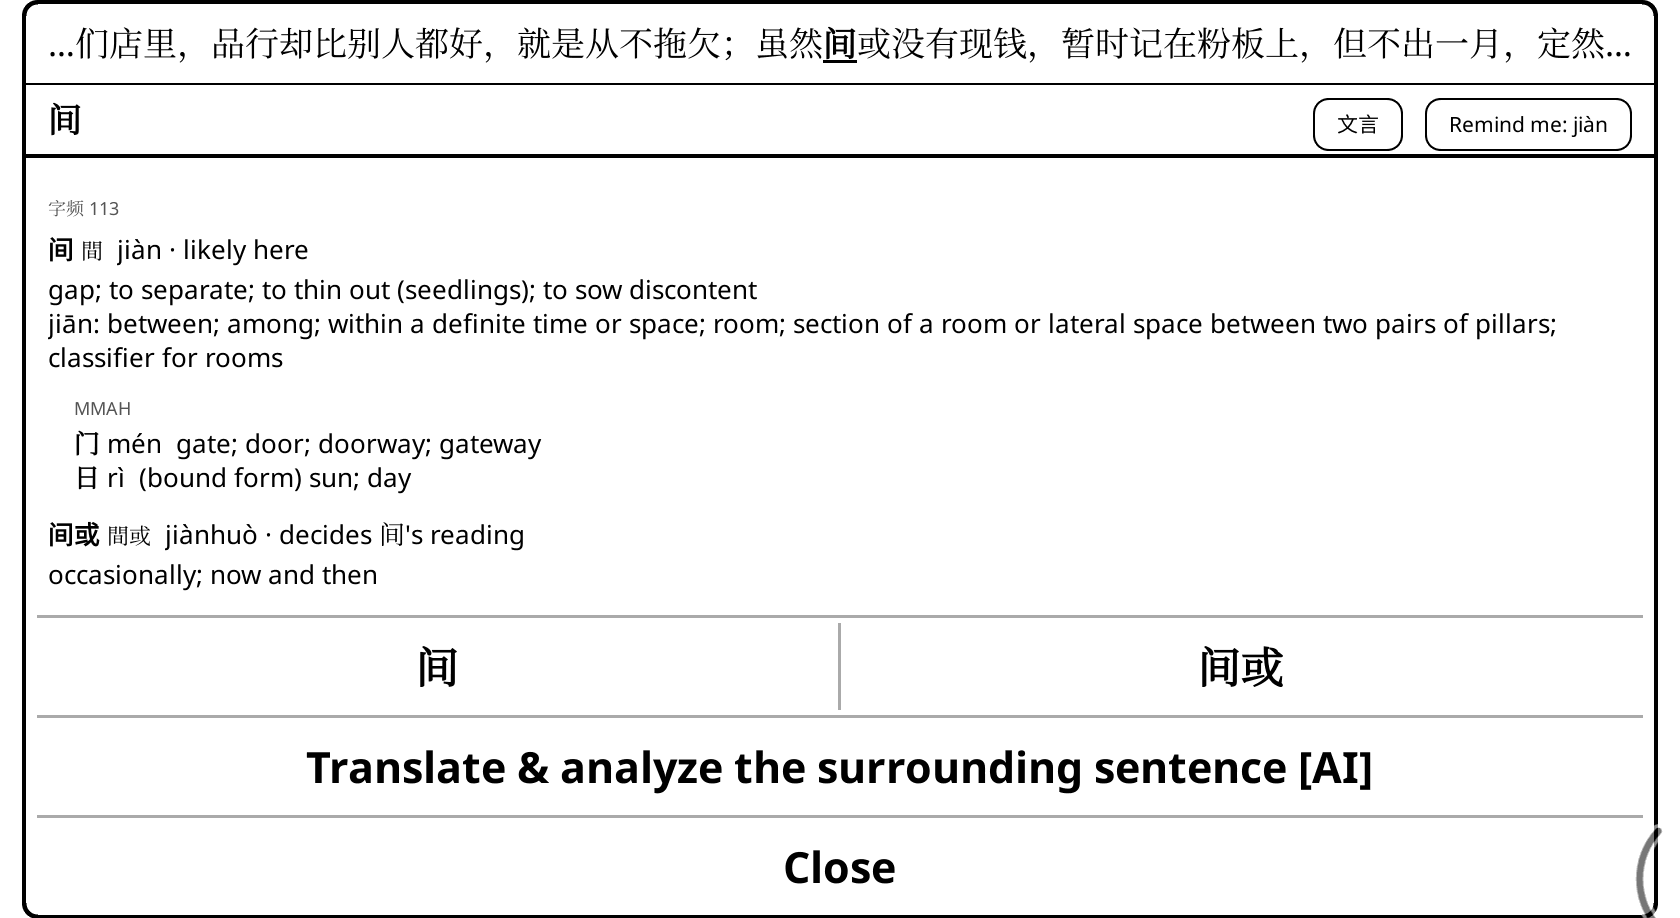 …们店里，品行却比别人都好，就是从不拖欠；虽然间或没有现钱，暂时记在粉板上，但不出一月，定然…
间
文言
Remind me: jiàn
字频 113
间 間 jiàn · likely here
gap; to separate; to thin out (seedlings); to sow discontent
jiān: between; among; within a definite time or space; room; section of a room or lateral space between two pairs of pillars;
classifier for rooms
MMAH
门 mén gate; door; doorway; gateway
日 rì (bound form) sun; day
间或 間或 jiànhuò · decides 间's reading
occasionally; now and then
间
间或
Translate & analyze the surrounding sentence [AI]
Close